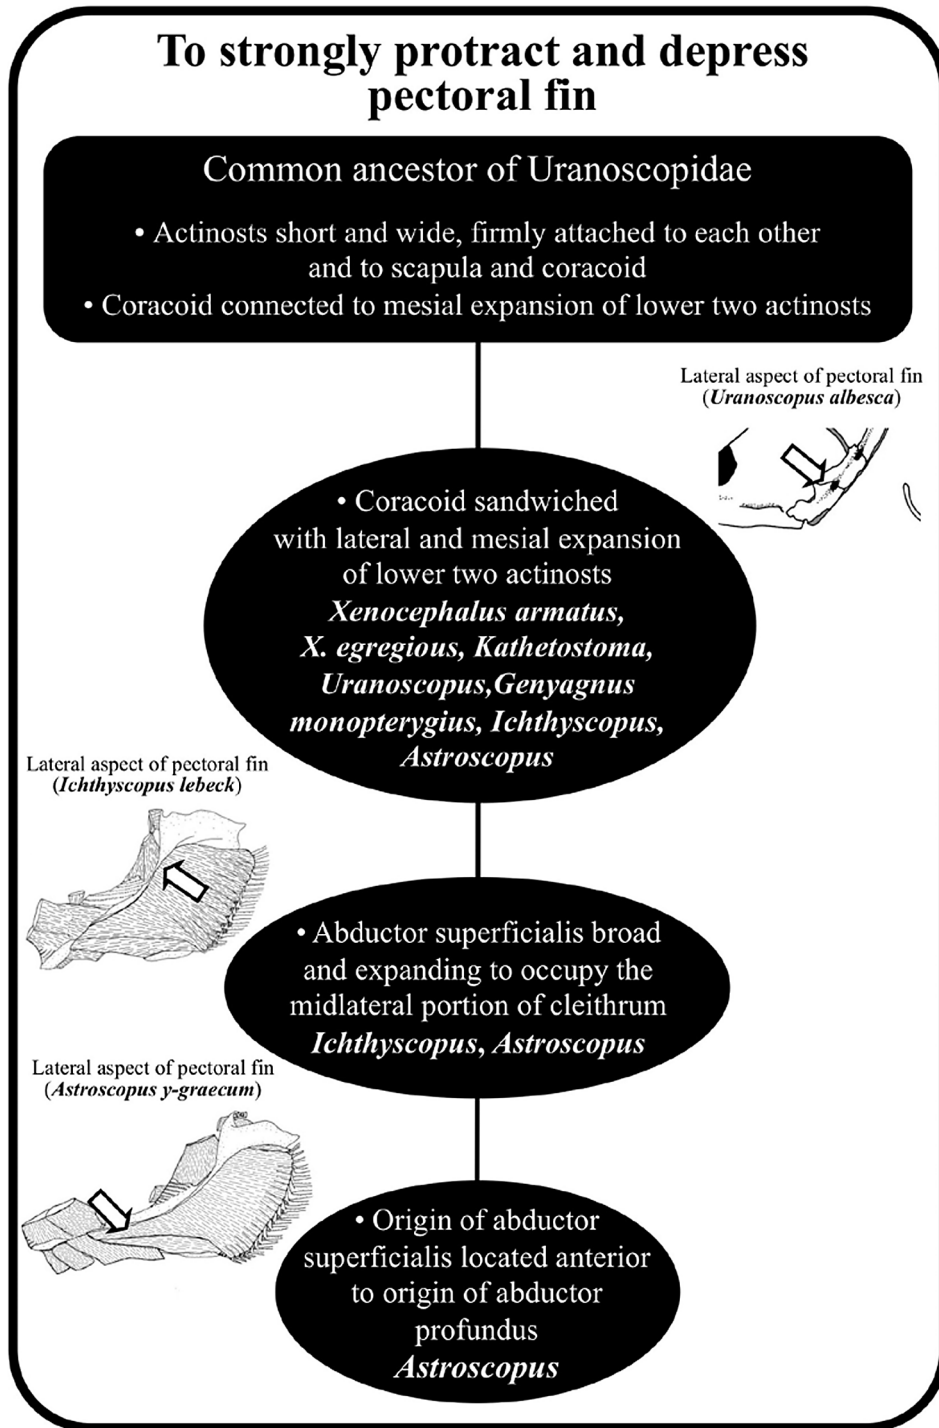 To strongly protract and depress
pectoral fin
Common ancestor of Uranoscopidae
• Actinosts short and wide, firmly attached to each other
and to scapula and coracoid
• Coracoid connected to mesial expansion of lower two actinosts
Lateral aspect of pectoral fin
(Uranoscopus albesca)
• Coracoid sandwiched
with lateral and mesial expansion
of lower two actinosts
Xenocephalus armatus,
X. egregious, Kathetostoma,
Uranoscopus,Genyagnus
monopterygius, Ichthyscopus,
Astroscopus
Lateral aspect of pectoral fin
(Ichthyscopus lebeck)
• Abductor superficialis broad
and expanding to occupy the
midlateral portion of cleithrum
Ichthyscopus, Astroscopus
Lateral aspect of pectoral fin
(Astroscopus y-graecum)
• Origin of abductor
superficialis located anterior
to origin of abductor
profundus
Astroscopus